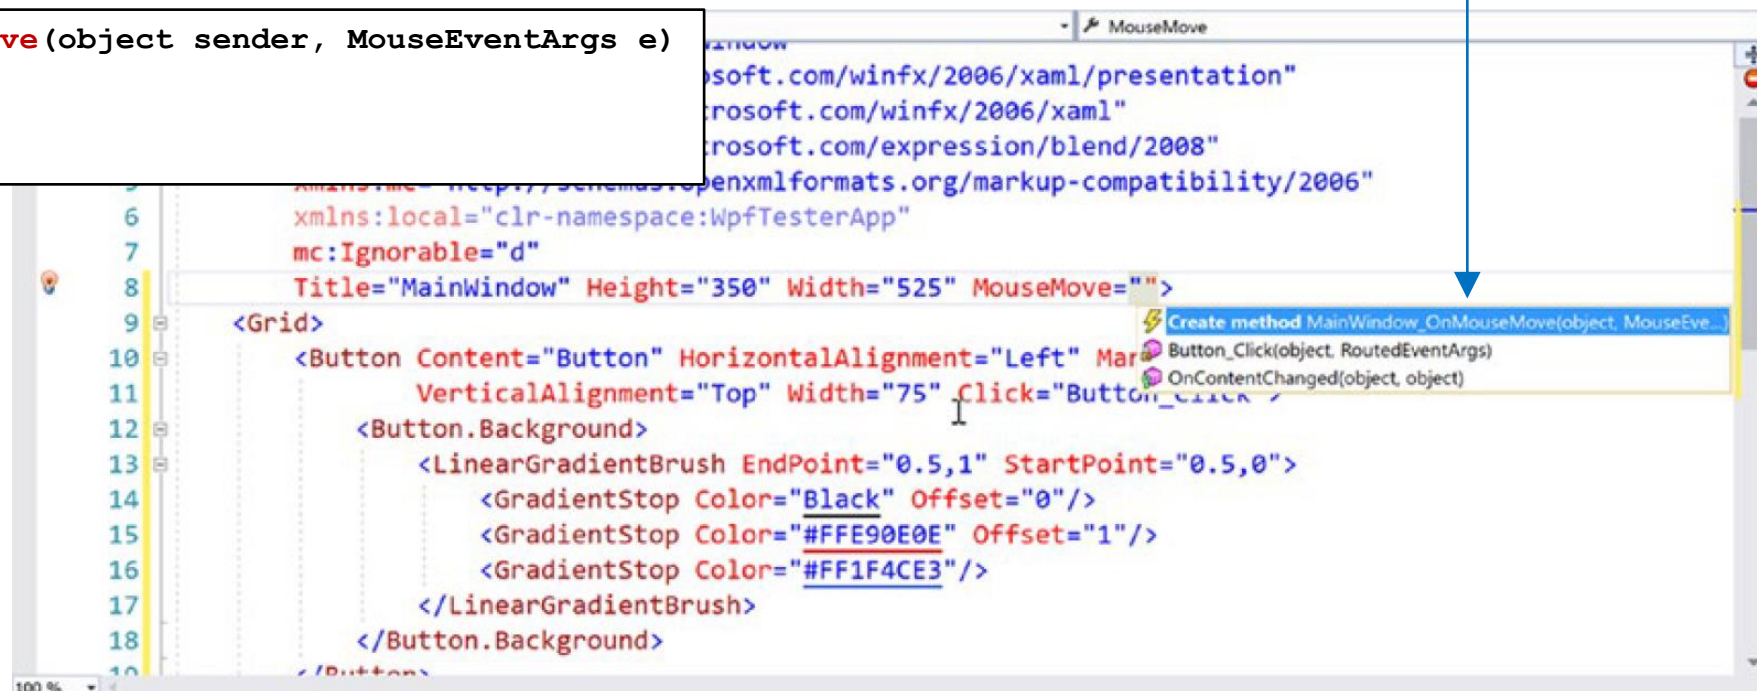 MouseMove
ve(object sender, MouseEventArgs e)
soft.com/winfx/2006/xaml/presentation"
rosoft.com/winfx/2006/xaml"
rosoft.com/expression/blend/2008"
penxmlformats.org/markup-compatibility/2006"
6 xmlns:local="clr-namespace:WpfTesterApp"
7 mc:Ignorable="d"
8 Title="MainWindow" Height="350" Width="525" MouseMove="">
9 <Grid>
Create method MainWindow_OnMouseMove(object, MouseEve...)
10 <Button Content="Button" HorizontalAlignment="Left" Mar
Button_Click(object, RoutedEventArgs)
OnContentChanged(object, object)
11 VerticalAlignment="Top" Width="75" Click="Button_Click">
12 <Button.Background>
13 <LinearGradientBrush EndPoint="0.5,1" StartPoint="0.5,0">
14 <GradientStop Color="Black" Offset="0"/>
15 <GradientStop Color="#FFE90E0E" Offset="1"/>
16 <GradientStop Color="#FF1F4CE3"/>
17 </LinearGradientBrush>
18 </Button.Background>
19 </Button>
100 %